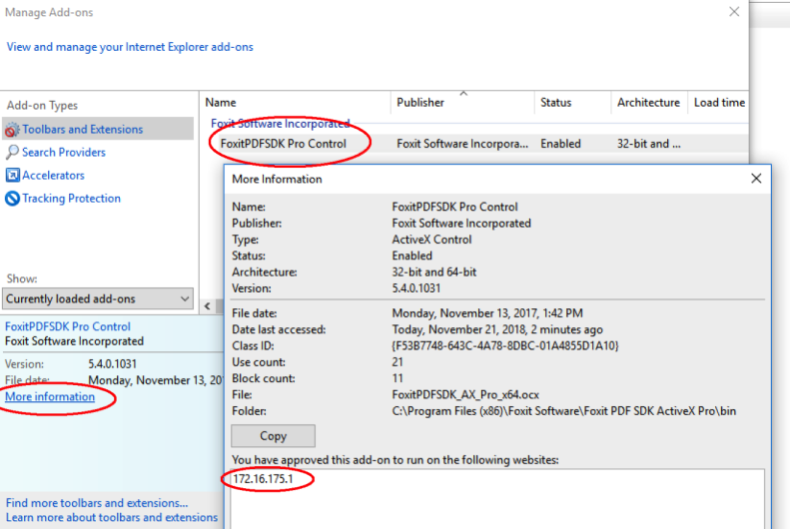 Manage Add-ons
View and manage your Internet Explorer add-ons
Add-on Types
Toolbars and Extensions
Search Providers
Accelerators
Tracking Protection
Show:
Currently loaded add-ons
Name Publisher Status Architecture Load time
Foxit Software Incorporated
FoxitPDFSDK Pro Control Foxit Software Incorpora... Enabled 32-bit and ...
FoxitPDFSDK Pro Control
Foxit Software Incorporated
Version: 5.4.0.1031
File date: Monday, November 13, 20
More information
Find more toolbars and extensions...
Learn more about toolbars and extensions
More Information
Name: FoxitPDFSDK Pro Control
Publisher: Foxit Software Incorporated
Type: ActiveX Control
Status: Enabled
Architecture: 32-bit and 64-bit
Version: 5.4.0.1031
File date: Monday, November 13, 2017, 1:42 PM
Date last accessed: Today, November 21, 2018, 2 minutes ago
Class ID: {F53B7748-643C-4A78-8DBC-01A4855D1A10}
Use count: 21
Block count: 11
File: FoxitPDFSDK_AX_Pro_x64.ocx
Folder: C:\Program Files (x86)\Foxit Software\Foxit PDF SDK ActiveX Pro\bin
Copy
You have approved this add-on to run on the following websites:
172.16.175.1